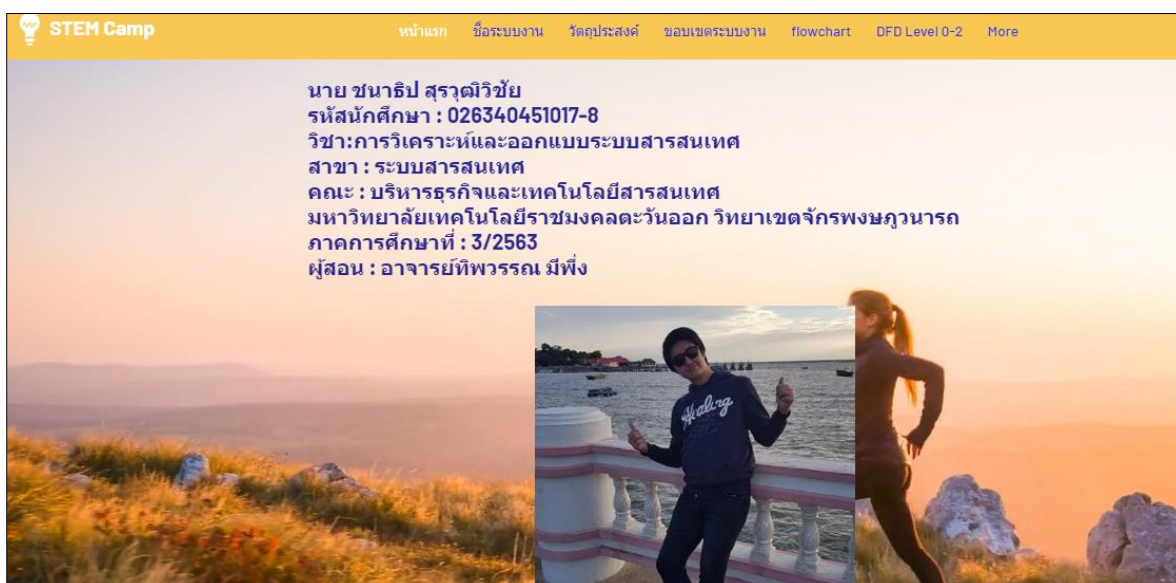 STEM Camp
หน้าแรก ชื่อระบบงาน วัตถุประสงค์ ขอบเขตระบบงาน flowchart DFD Level 0-2 More
นาย ชนาธิป สุรวุฒิวิชัย
รหัสนักศึกษา : 026340451017-8
วิชา:การวิเคราะห์และออกแบบระบบสารสนเทศ
สาขา : ระบบสารสนเทศ
คณะ : บริหารธุรกิจและเทคโนโลยีสารสนเทศ
มหาวิทยาลัยเทคโนโลยีราชมงคลตะวันออก วิทยาเขตจักรพงษภูวนารถ
ภาคการศึกษาที่ : 3/2563
ผู้สอน : อาจารย์ทิพวรรณ มีพึ่ง
Healing